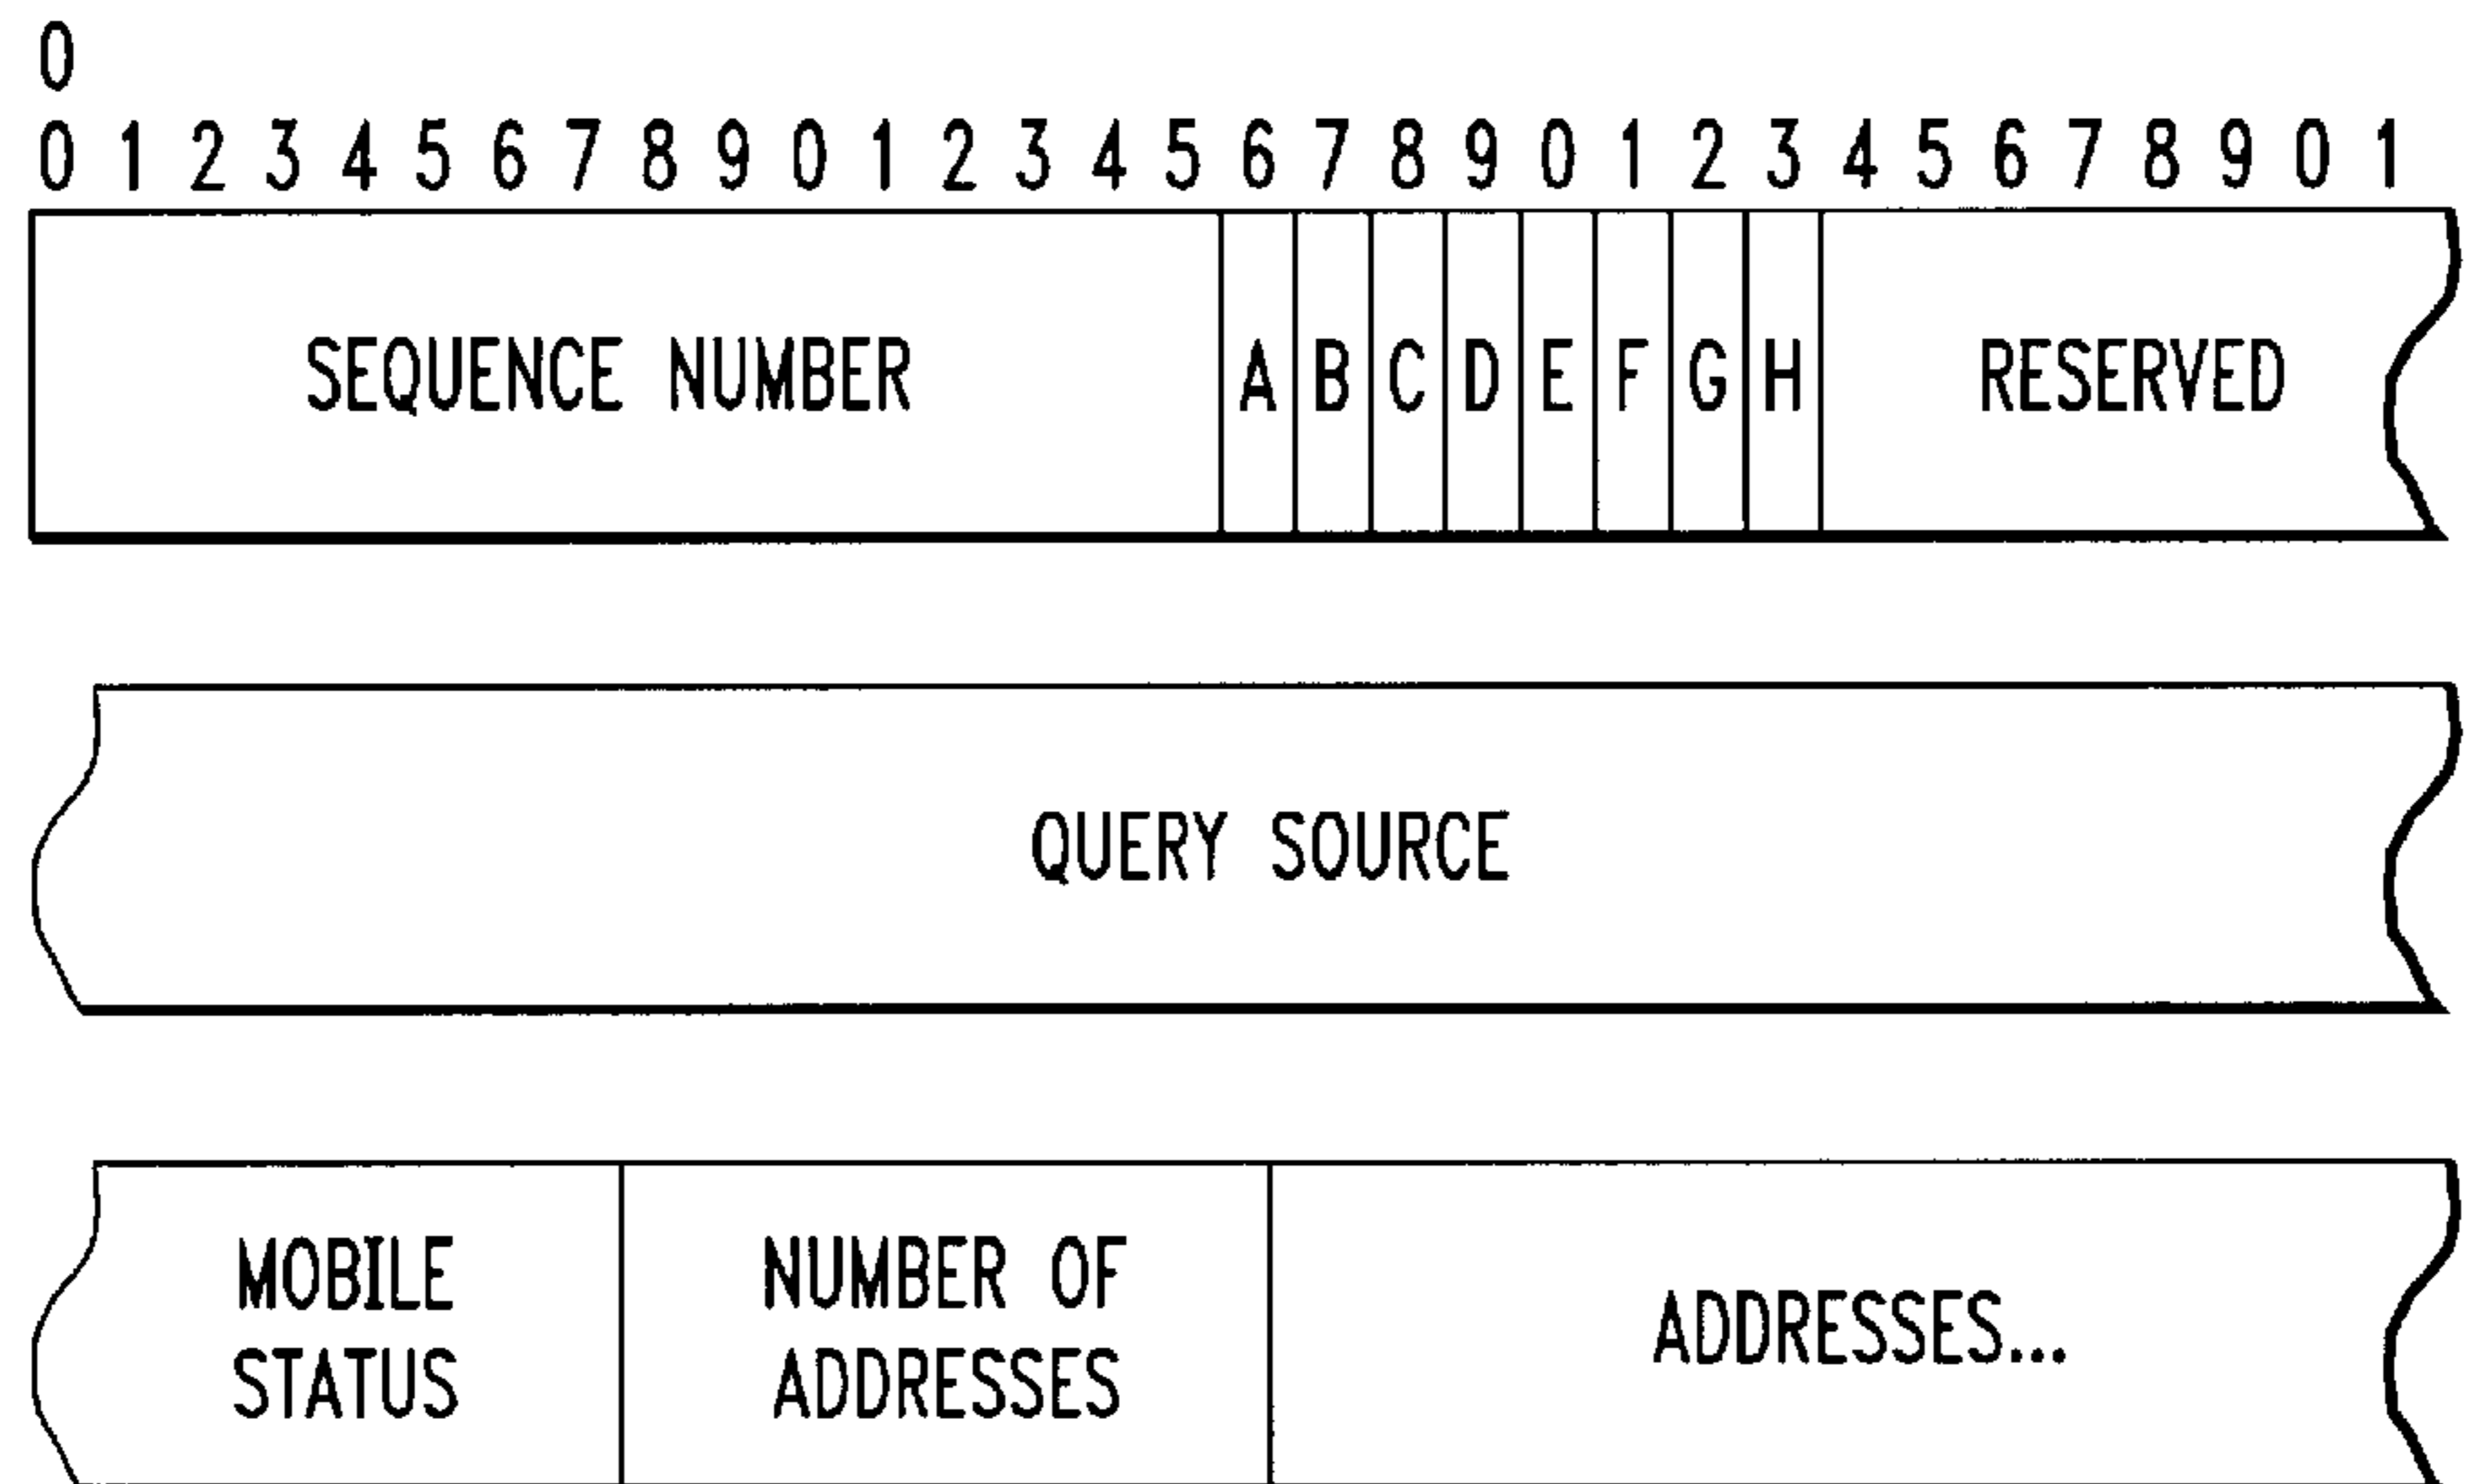 0
0 1 2 3 4 5 6 7 8 9 0 1 2 3 4 5 6 7 8 9 0 1 2 3 4 5 6 7 8 9 0 1
SEQUENCE NUMBER A B C D E F G H RESERVED
QUERY SOURCE
MOBILE
STATUS
NUMBER OF
ADDRESSES
ADDRESSES...